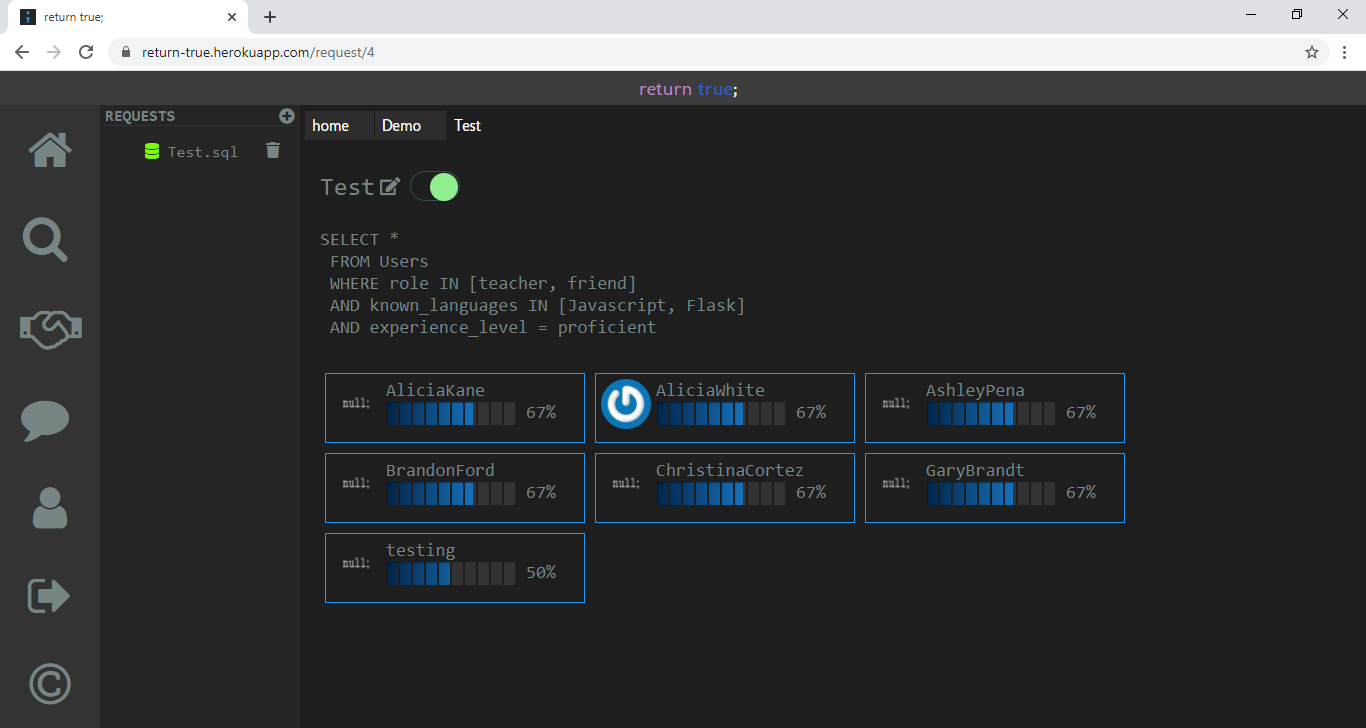 return true;
return-true.herokuapp.com/request/4
return true;
REQUESTS
Test.sql
home Demo Test
Test
SELECT *
FROM Users
WHERE role IN [teacher, friend]
AND known_languages IN [Javascript, Flask]
AND experience_level = proficient
null; AliciaKane
67%
AliciaWhite
67%
null; AshleyPena
67%
null; BrandonFord
67%
null; ChristinaCortez
67%
null; GaryBrandt
67%
null; testing
50%